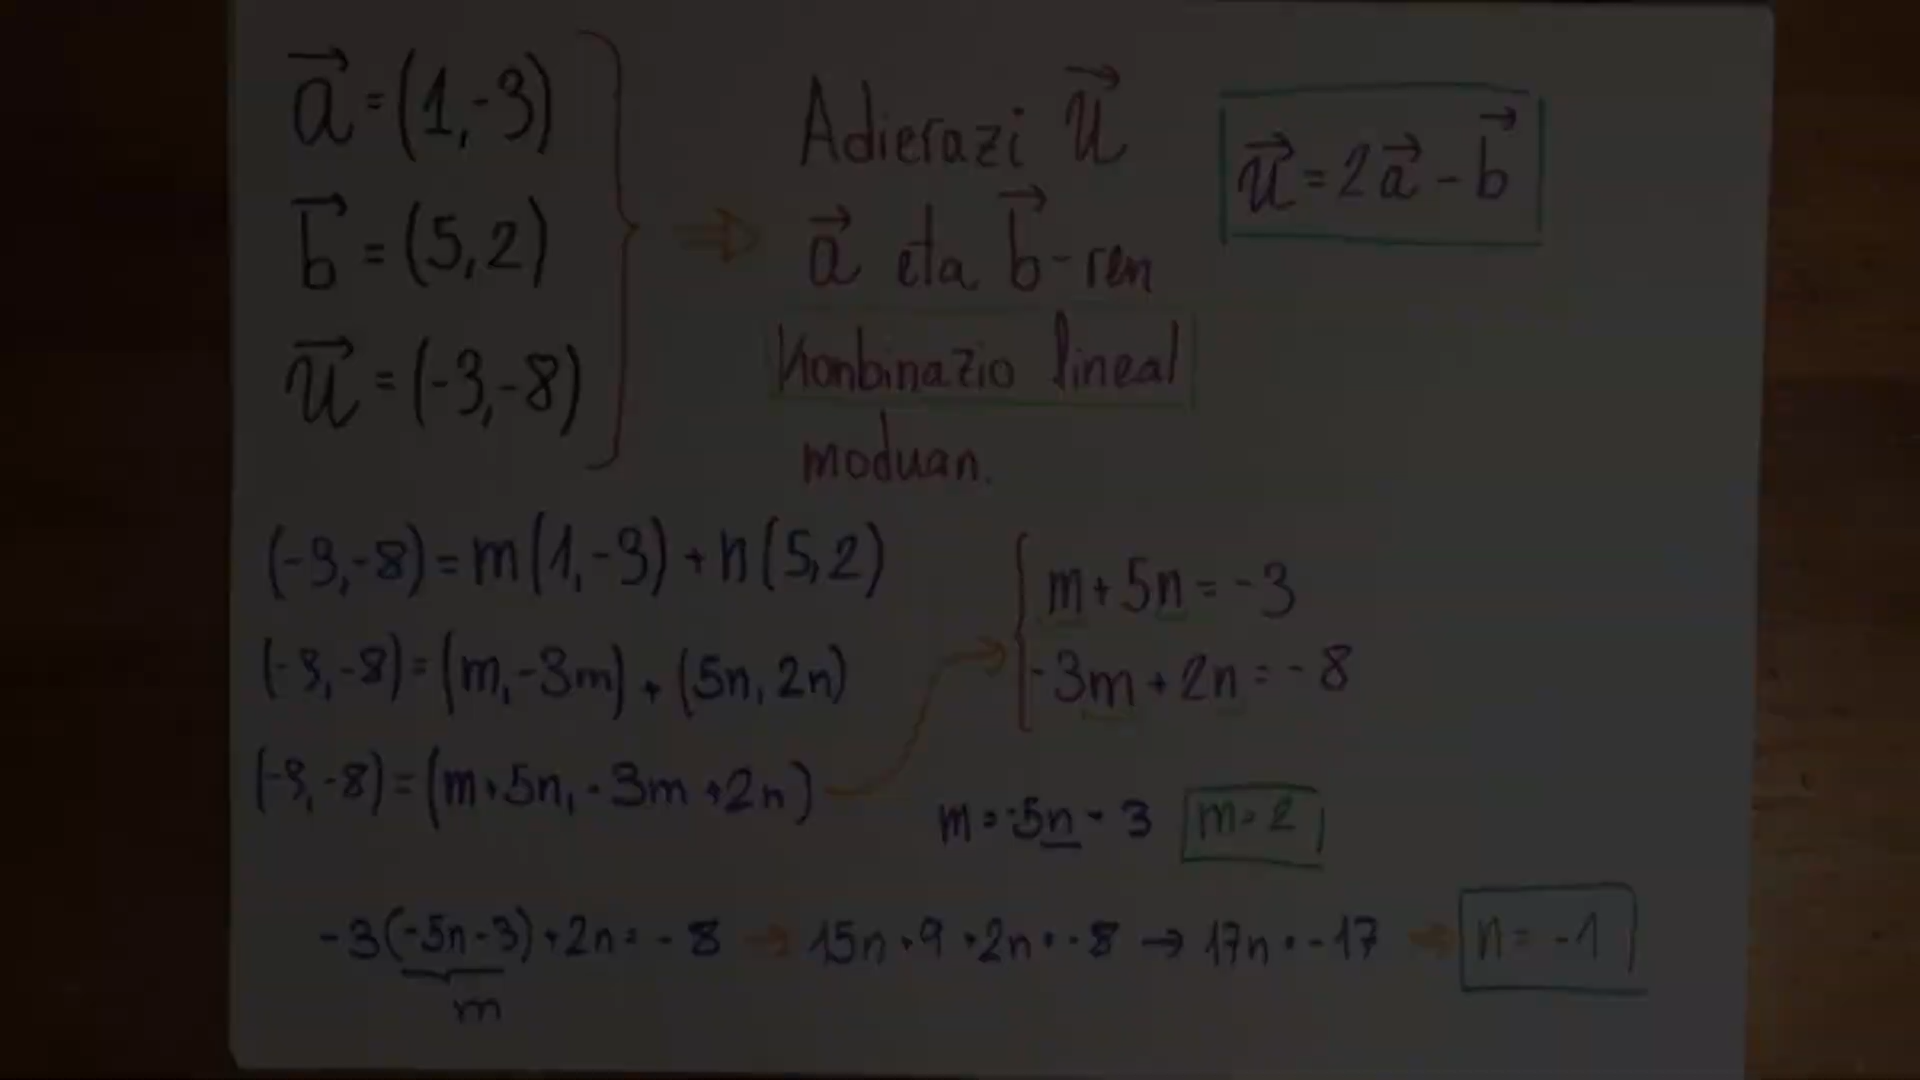 a⃗ = (1,-3)
b⃗ = (5,2)
u⃗ = (-3,-8)
Adierazi u⃗
a⃗ eta b⃗-ren
Konbinazio lineal
moduan.
u⃗ = 2a⃗ - b⃗
(-3,-8) = m(1,-3) + n(5,2)
(-3,-8) = (m,-3m) + (5n, 2n)
(-3,-8) = (m+5n, -3m+2n)
m + 5n = -3
-3m + 2n = -8
m = -5n - 3
m = 2
-3(-5n-3) + 2n = -8 → 15n + 9 + 2n = -8 → 17n = -17 → n = -1
m